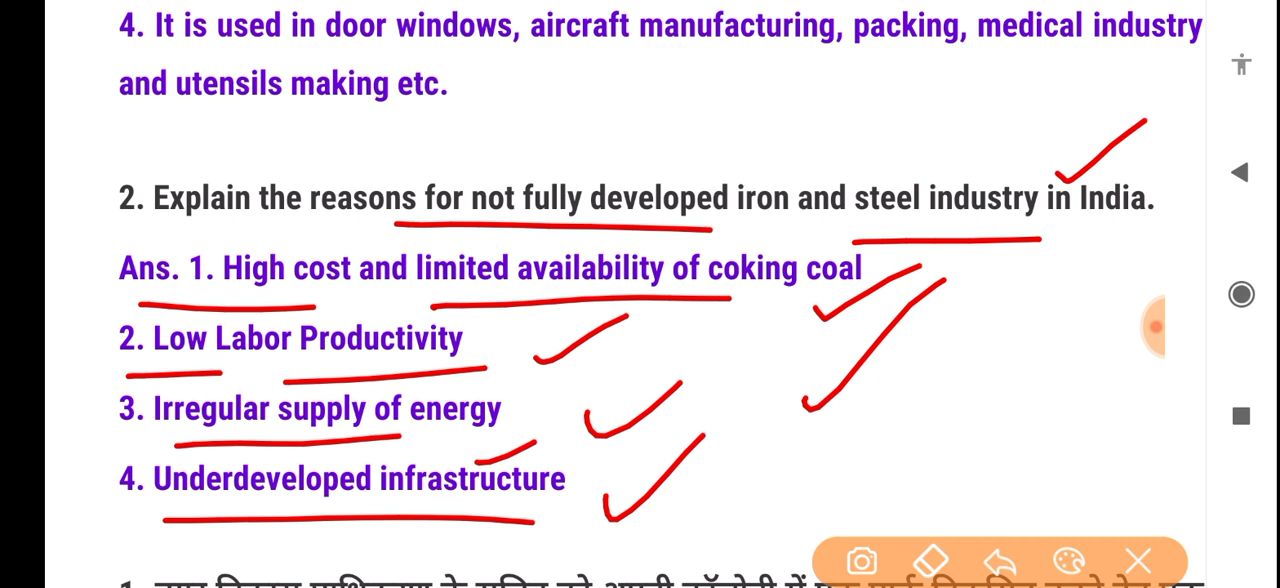 4. It is used in door windows, aircraft manufacturing, packing, medical industry
and utensils making etc.
2. Explain the reasons for not fully developed iron and steel industry in India.
Ans. 1. High cost and limited availability of coking coal
2. Low Labor Productivity
3. Irregular supply of energy
4. Underdeveloped infrastructure